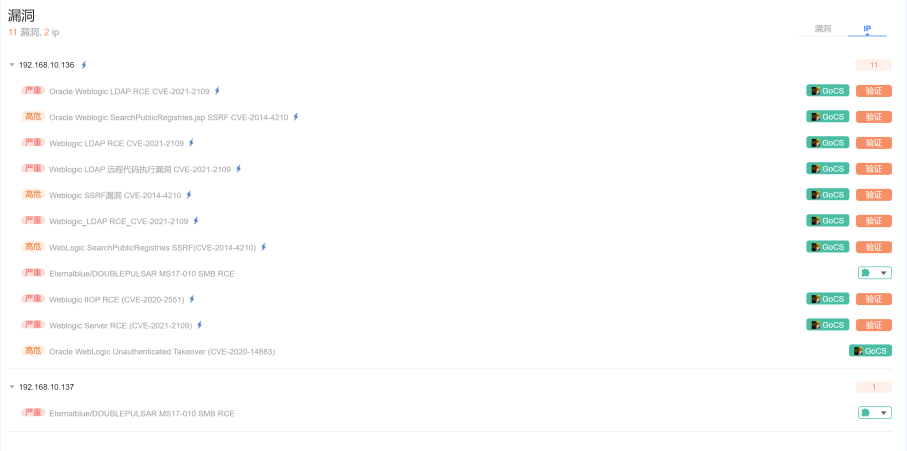 漏洞
11 漏洞, 2 ip
漏洞 IP
192.168.10.136 11
严重 Oracle Weblogic LDAP RCE CVE-2021-2109 GoCS 验证
高危 Oracle Weblogic SearchPublicRegistries.jsp SSRF CVE-2014-4210 GoCS 验证
严重 Weblogic LDAP RCE CVE-2021-2109 GoCS 验证
严重 Weblogic LDAP 远程代码执行漏洞 CVE-2021-2109 GoCS 验证
高危 Weblogic SSRF漏洞 CVE-2014-4210 GoCS 验证
严重 Weblogic_LDAP RCE_CVE-2021-2109 GoCS 验证
高危 WebLogic SearchPublicRegistries SSRF(CVE-2014-4210) GoCS 验证
严重 Eternalblue/DOUBLEPULSAR MS17-010 SMB RCE
严重 Weblogic IIOP RCE (CVE-2020-2551) GoCS 验证
严重 Weblogic Server RCE (CVE-2021-2109) GoCS 验证
高危 Oracle WebLogic Unauthenticated Takeover (CVE-2020-14883) GoCS
192.168.10.137 1
严重 Eternalblue/DOUBLEPULSAR MS17-010 SMB RCE